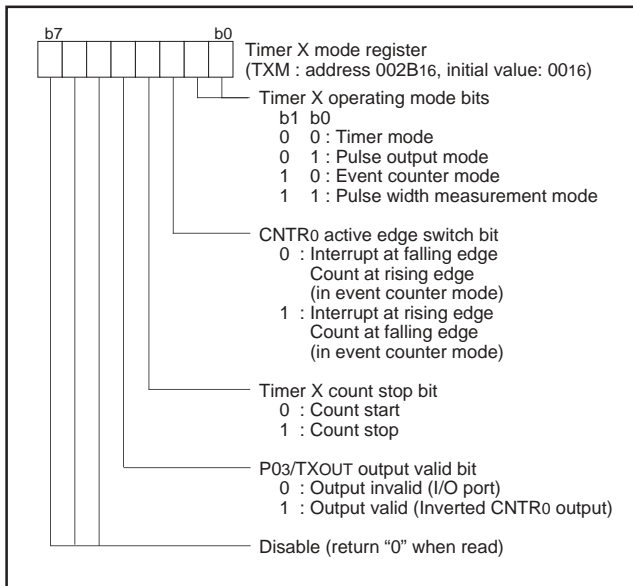 b7 b0
Timer X mode register
(TXM : address 002B16, initial value: 0016)
Timer X operating mode bits
b1 b0
0 0 : Timer mode
0 1 : Pulse output mode
1 0 : Event counter mode
1 1 : Pulse width measurement mode
CNTR0 active edge switch bit
0 : Interrupt at falling edge
Count at rising edge
(in event counter mode)
1 : Interrupt at rising edge
Count at falling edge
(in event counter mode)
Timer X count stop bit
0 : Count start
1 : Count stop
P03/TXOUT output valid bit
0 : Output invalid (I/O port)
1 : Output valid (Inverted CNTR0 output)
Disable (return “0” when read)